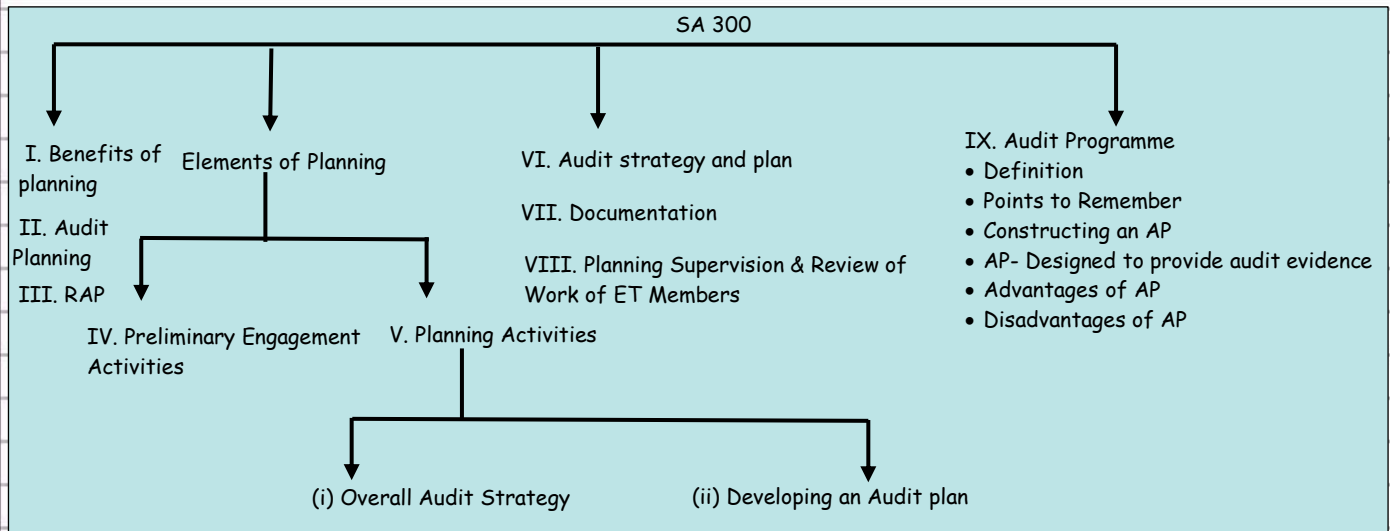 SA 300
I. Benefits of
planning
II. Audit
Planning
III. RAP
Elements of Planning
IV. Preliminary Engagement
Activities
V. Planning Activities
(i) Overall Audit Strategy
(ii) Developing an Audit plan
VI. Audit strategy and plan
VII. Documentation
VIII. Planning Supervision & Review of
Work of ET Members
IX. Audit Programme
• Definition
• Points to Remember
• Constructing an AP
• AP- Designed to provide audit evidence
• Advantages of AP
• Disadvantages of AP